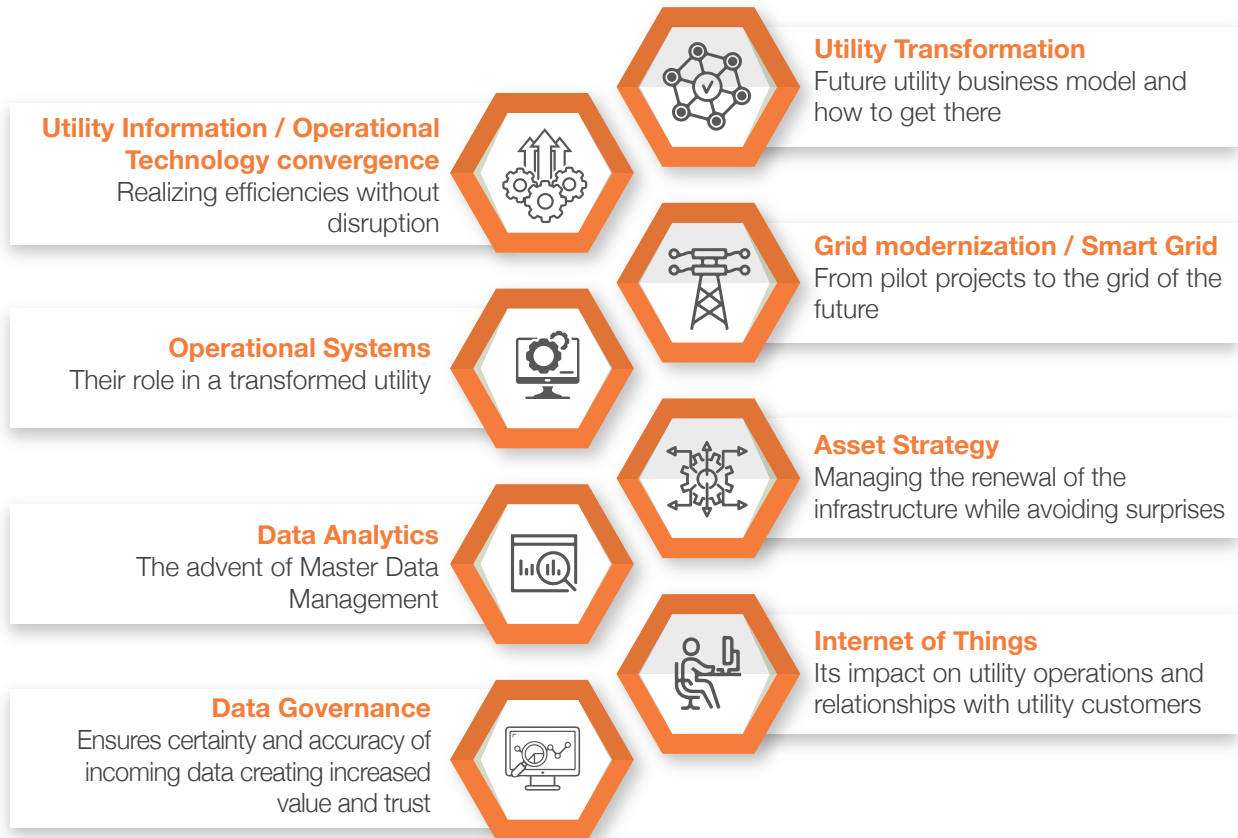 Utility Transformation
Future utility business model and
how to get there
Utility Information / Operational
Technology convergence
Realizing efficiencies without
disruption
Grid modernization / Smart Grid
From pilot projects to the grid of the
future
Operational Systems
Their role in a transformed utility
Asset Strategy
Managing the renewal of the
infrastructure while avoiding surprises
Data Analytics
The advent of Master Data
Management
Internet of Things
Its impact on utility operations and
relationships with utility customers
Data Governance
Ensures certainty and accuracy of
incoming data creating increased
value and trust